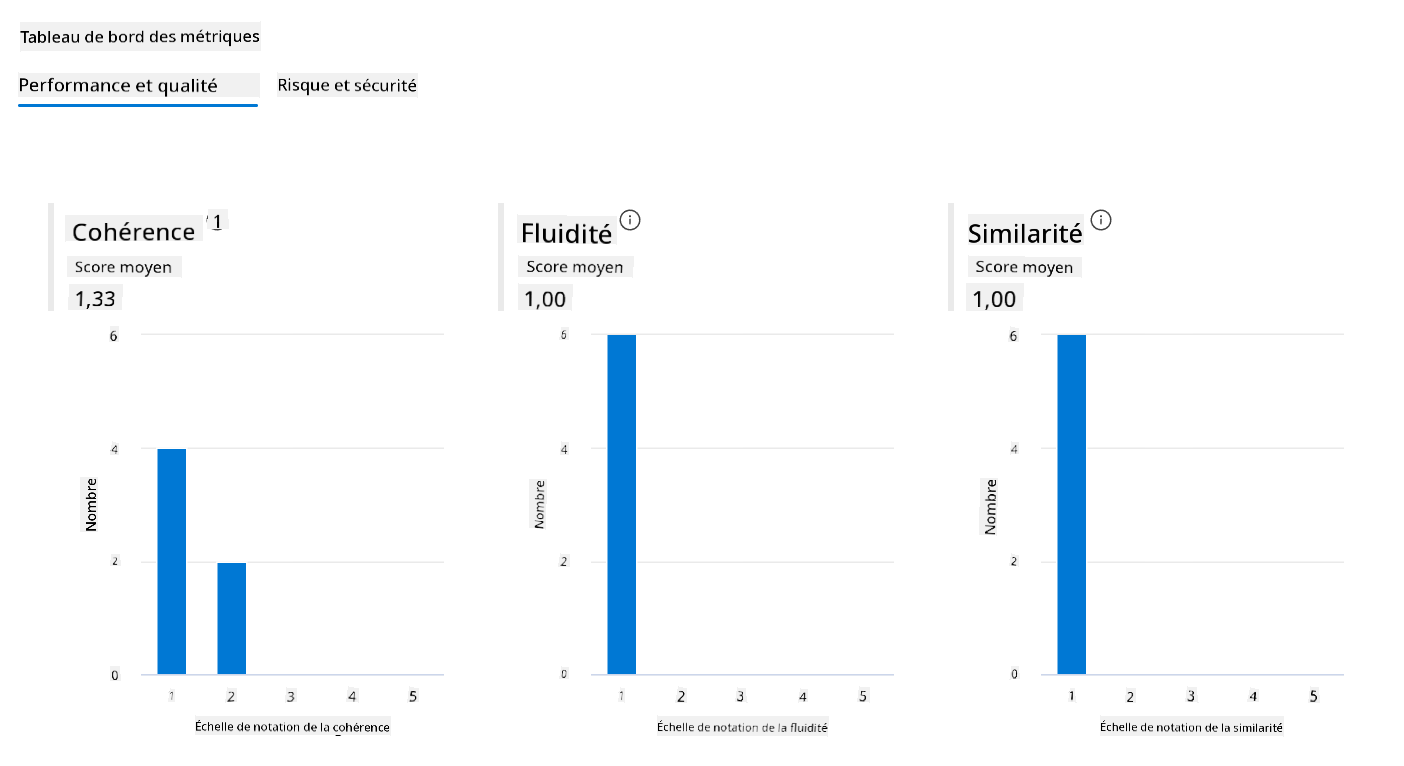 Tableau de bord des métriques
Performance et qualité
Risque et sécurité
Cohérence 1
Score moyen
1,33
6
4
2
0
Nombre
1 2 3 4 5
Échelle de notation de la cohérence
Fluidité
Score moyen
1,00
6
4
2
0
Nombre
1 2 3 4 5
Échelle de notation de la fluidité
Similarité
Score moyen
1,00
6
4
2
0
Nombre
1 2 3 4 5
Échelle de notation de la similarité